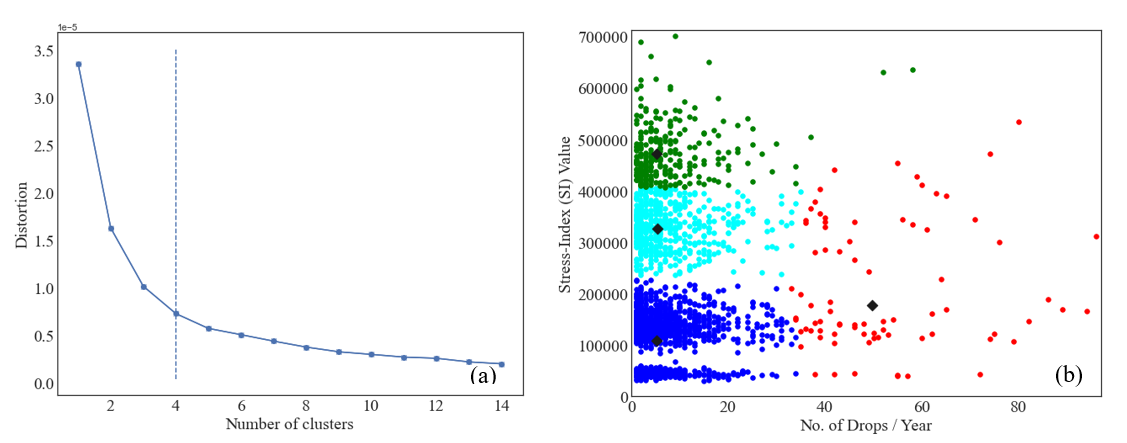 1e−5
3.5
3.0
2.5
2.0
1.5
1.0
0.5
0.0
Distortion
2 4 6 8 10 12 14
Number of clusters
(a)
700000
600000
500000
400000
300000
200000
100000
0
Stress-Index (SI) Value
0 20 40 60 80
No. of Drops / Year
(b)